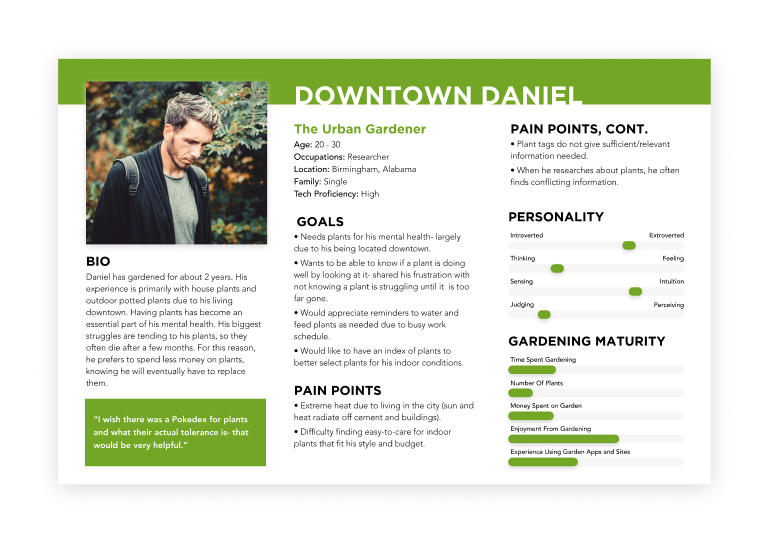 DOWNTOWN DANIEL
BIO
Daniel has gardened for about 2 years. His
experience is primarily with house plants and
outdoor potted plants due to his living
downtown. Having plants has become an
essential part of his mental health. His biggest
struggles are tending to his plants, so they
often die after a few months. For this reason,
he prefers to spend less money on plants,
knowing he will eventually have to replace
them.
"I wish there was a Pokedex for plants
and what their actual tolerance is- that
would be very helpful."
The Urban Gardener
Age: 20 - 30
Occupations: Researcher
Location: Birmingham, Alabama
Family: Single
Tech Proficiency: High
GOALS
• Needs plants for his mental health- largely
due to his being located downtown.
• Wants to be able to know if a plant is doing
well by looking at it- shared his frustration with
not knowing a plant is struggling until it is too
far gone.
• Would appreciate reminders to water and
feed plants as needed due to busy work
schedule.
• Would like to have an index of plants to
better select plants for his indoor conditions.
PAIN POINTS
• Extreme heat due to living in the city (sun and
heat radiate off cement and buildings).
• Difficulty finding easy-to-care for indoor
plants that fit his style and budget.
PAIN POINTS, CONT.
• Plant tags do not give sufficient/relevant
information needed.
• When he researches about plants, he often
finds conflicting information.
PERSONALITY
Introverted Extroverted
Thinking Feeling
Sensing Intuition
Judging Perceiving
GARDENING MATURITY
Time Spent Gardening
Number Of Plants
Money Spent on Garden
Enjoyment From Gardening
Experience Using Garden Apps and Sites